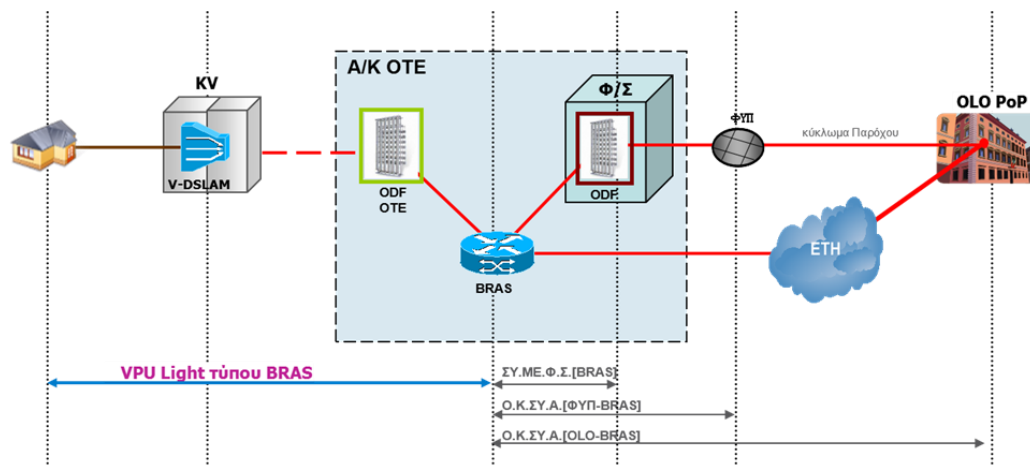 A/K OTE
KV
Φ/Σ
ΦΥΠ
OLO PoP
κύκλωμα Παρόχου
V-DSLAM
ODF
OTE
ODF
ETH
BRAS
VPU Light τύπου BRAS
ΣΥ.ΜΕ.Φ.Σ.[BRAS]
Ο.Κ.ΣΥ.Α.[ΦΥΠ-BRAS]
Ο.Κ.ΣΥ.Α.[OLO-BRAS]